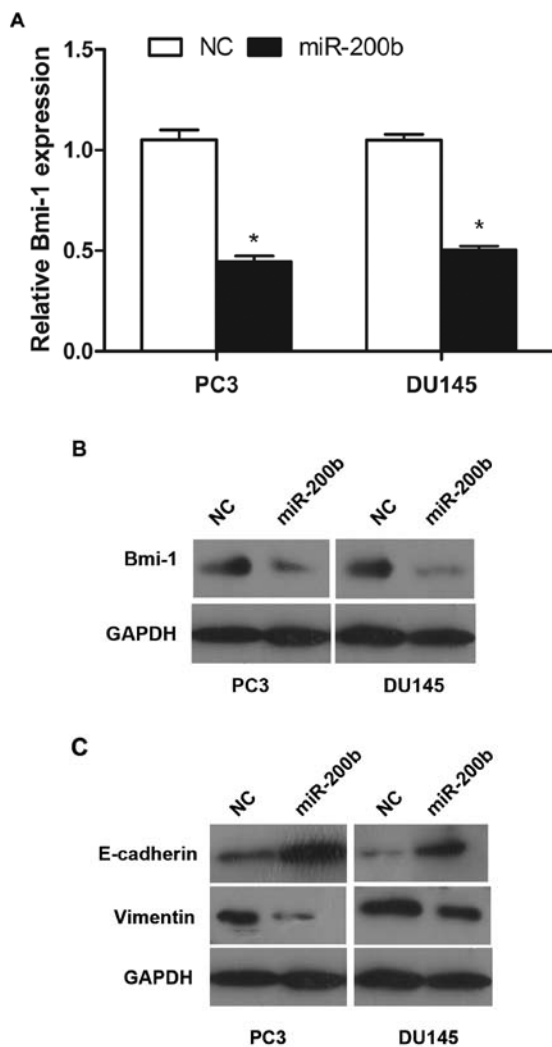 A
NC miR-200b
Relative Bmi-1 expression
1.5
1.0
0.5
0.0
* *
PC3 DU145
B
NC miR-200b NC miR-200b
Bmi-1
GAPDH
PC3 DU145
C
NC miR-200b NC miR-200b
E-cadherin
Vimentin
GAPDH
PC3 DU145